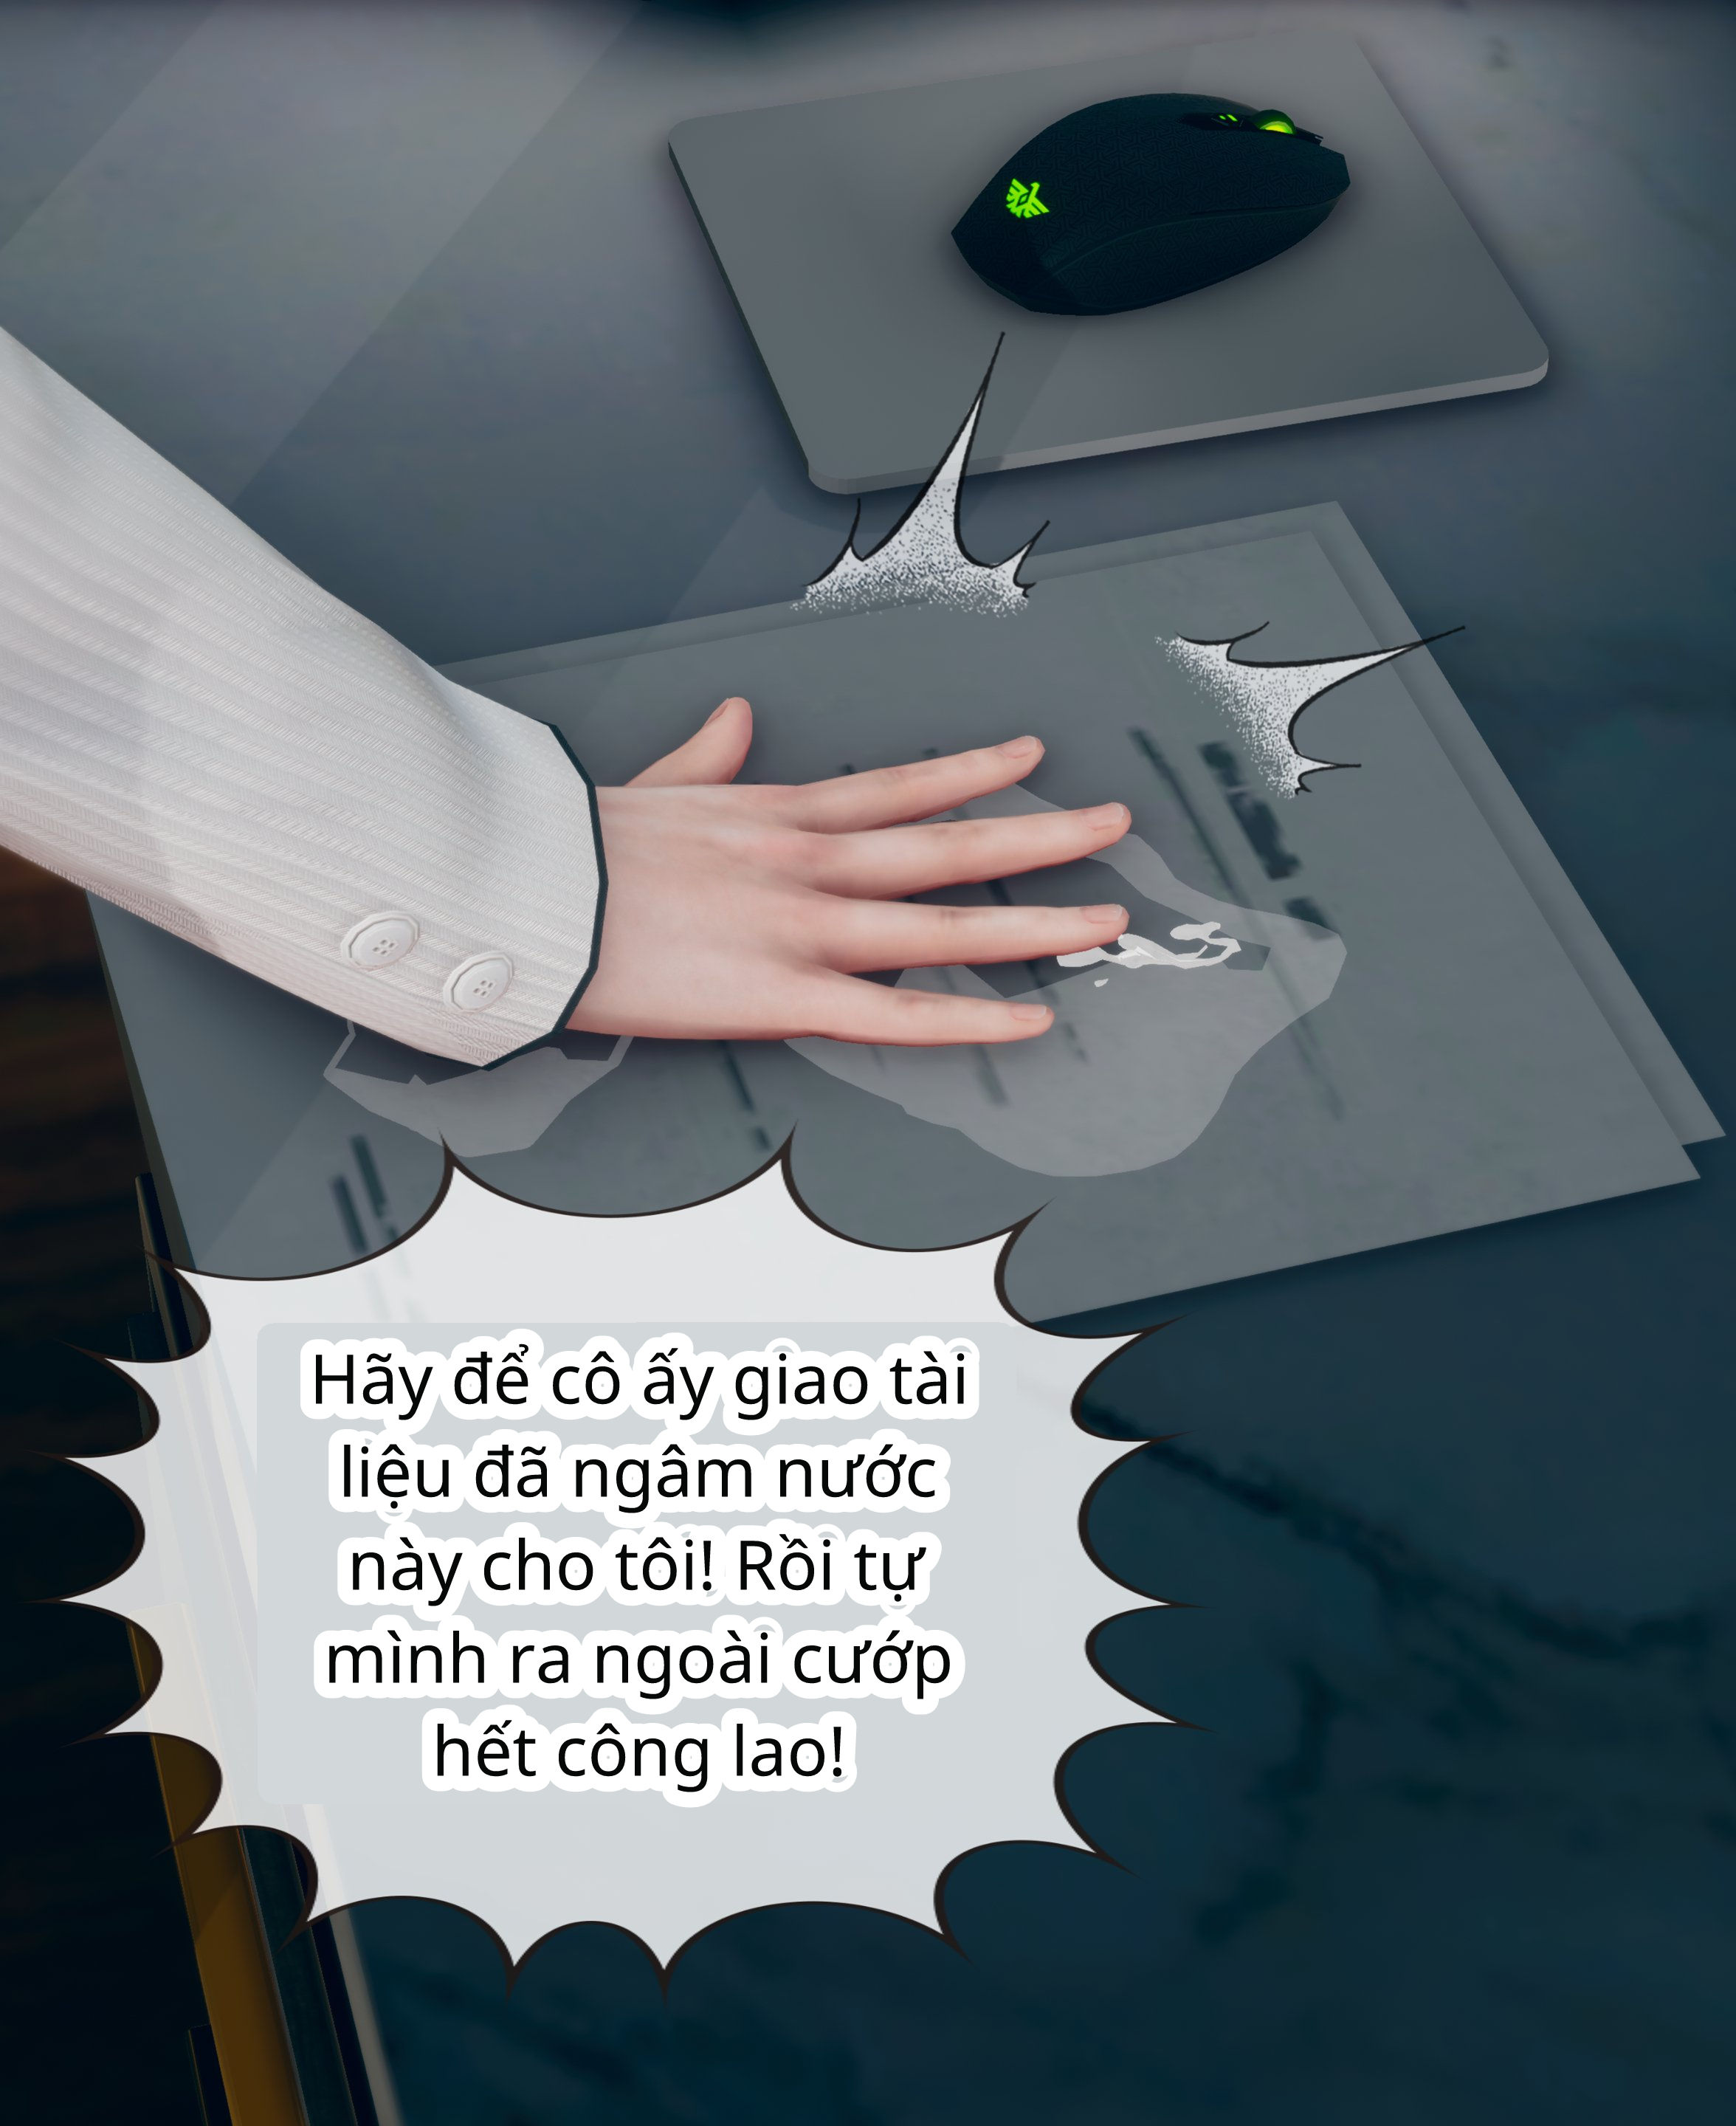 Hãy để cô ấy giao tài
liệu đã ngâm nước
này cho tôi! Rồi tự
mình ra ngoài cướp
hết công lao!